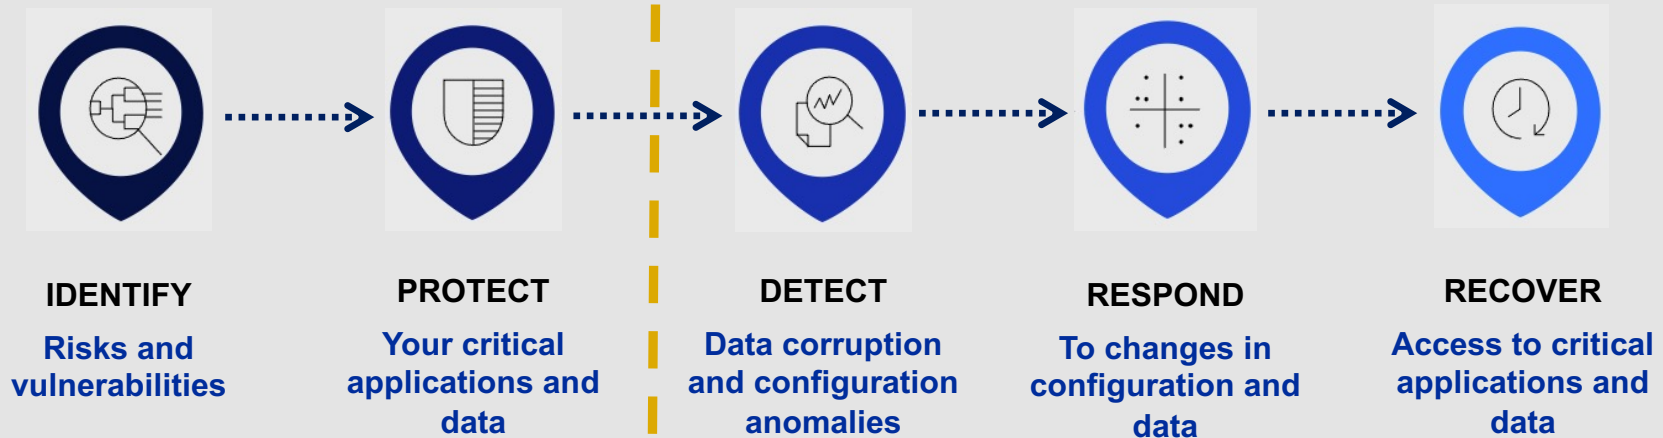 IDENTIFY
Risks and
vulnerabilities
PROTECT
Your critical
applications and
data
DETECT
Data corruption
and configuration
anomalies
RESPOND
To changes in
configuration and
data
RECOVER
Access to critical
applications and
data